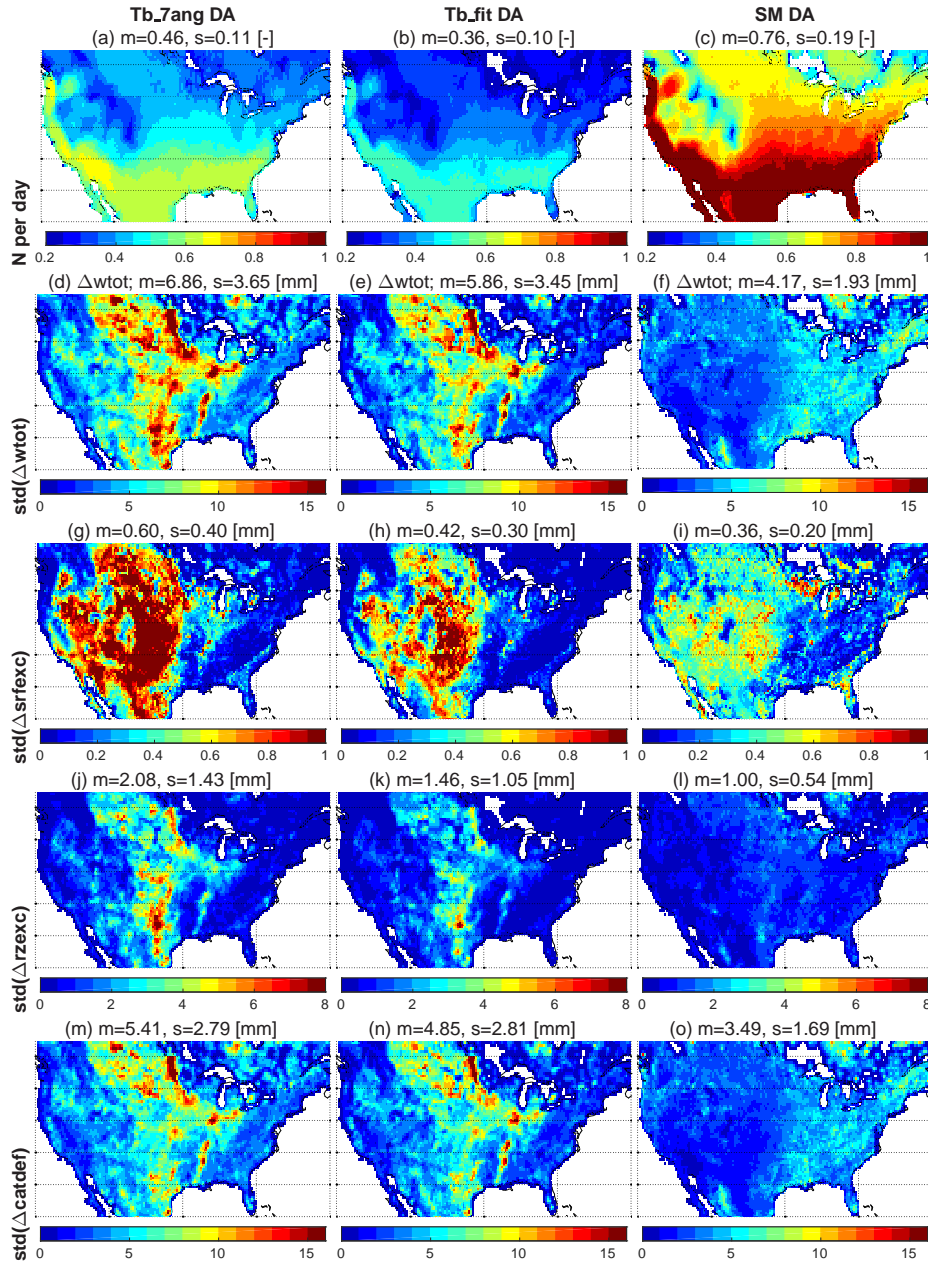 Tb_7ang DA Tb_fit DA SM DA
(a) m=0.46, s=0.11 [-] (b) m=0.36, s=0.10 [-] (c) m=0.76, s=0.19 [-]
N per day
0.2 0.4 0.6 0.8 1 0.2 0.4 0.6 0.8 1 0.2 0.4 0.6 0.8 1
(d) △wtot; m=6.86, s=3.65 [mm] (e) △wtot; m=5.86, s=3.45 [mm] (f) △wtot; m=4.17, s=1.93 [mm]
std(△wtot)
0 5 10 15 0 5 10 15 0 5 10 15
(g) m=0.60, s=0.40 [mm] (h) m=0.42, s=0.30 [mm] (i) m=0.36, s=0.20 [mm]
std(△srfexc)
0 0.2 0.4 0.6 0.8 1 0 0.2 0.4 0.6 0.8 1 0 0.2 0.4 0.6 0.8 1
(j) m=2.08, s=1.43 [mm] (k) m=1.46, s=1.05 [mm] (l) m=1.00, s=0.54 [mm]
std(△rzexc)
0 2 4 6 8 0 2 4 6 8 0 2 4 6 8
(m) m=5.41, s=2.79 [mm] (n) m=4.85, s=2.81 [mm] (o) m=3.49, s=1.69 [mm]
std(△catdef)
0 5 10 15 0 5 10 15 0 5 10 15